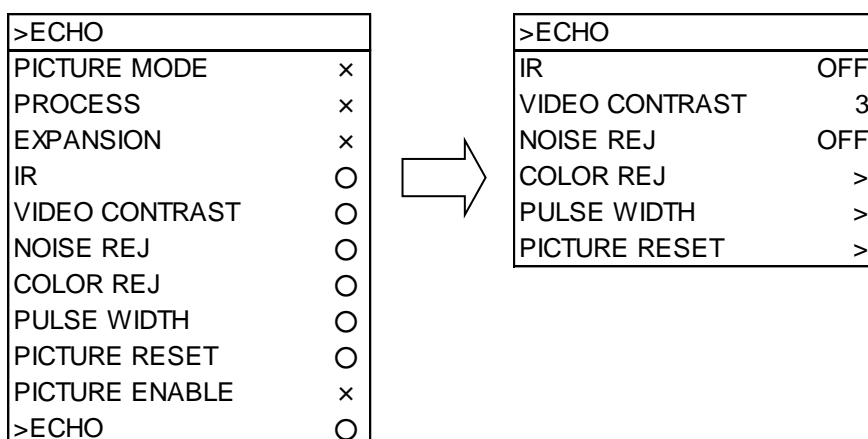 >ECHO
PICTURE MODE ×
PROCESS ×
EXPANSION ×
IR ○
VIDEO CONTRAST ○
NOISE REJ ○
COLOR REJ ○
PULSE WIDTH ○
PICTURE RESET ○
PICTURE ENABLE ×
>ECHO ○
>ECHO
IR OFF
VIDEO CONTRAST 3
NOISE REJ OFF
COLOR REJ >
PULSE WIDTH >
PICTURE RESET >